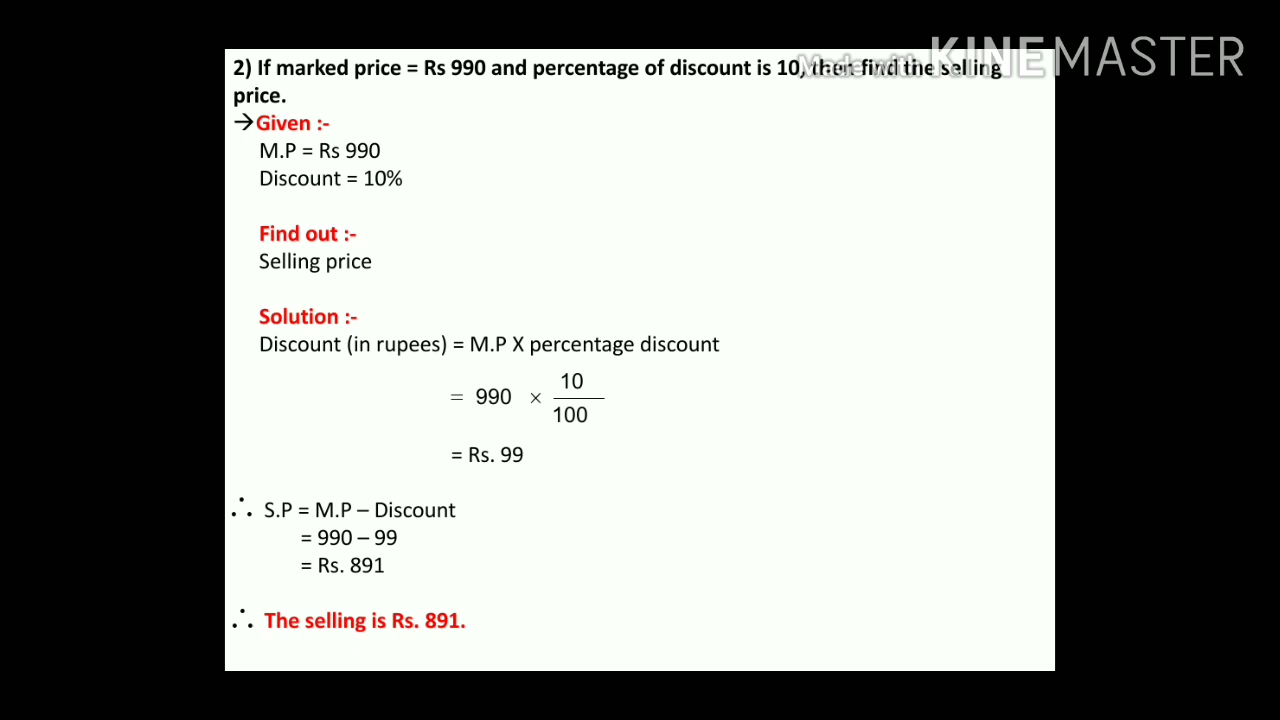 Made with KINEMASTER
2) If marked price = Rs 990 and percentage of discount is 10, then find the selling
price.
→Given :-
M.P = Rs 990
Discount = 10%
Find out :-
Selling price
Solution :-
Discount (in rupees) = M.P X percentage discount
= 990 × 10/100
= Rs. 99
∴ S.P = M.P – Discount
= 990 – 99
= Rs. 891
∴ The selling is Rs. 891.